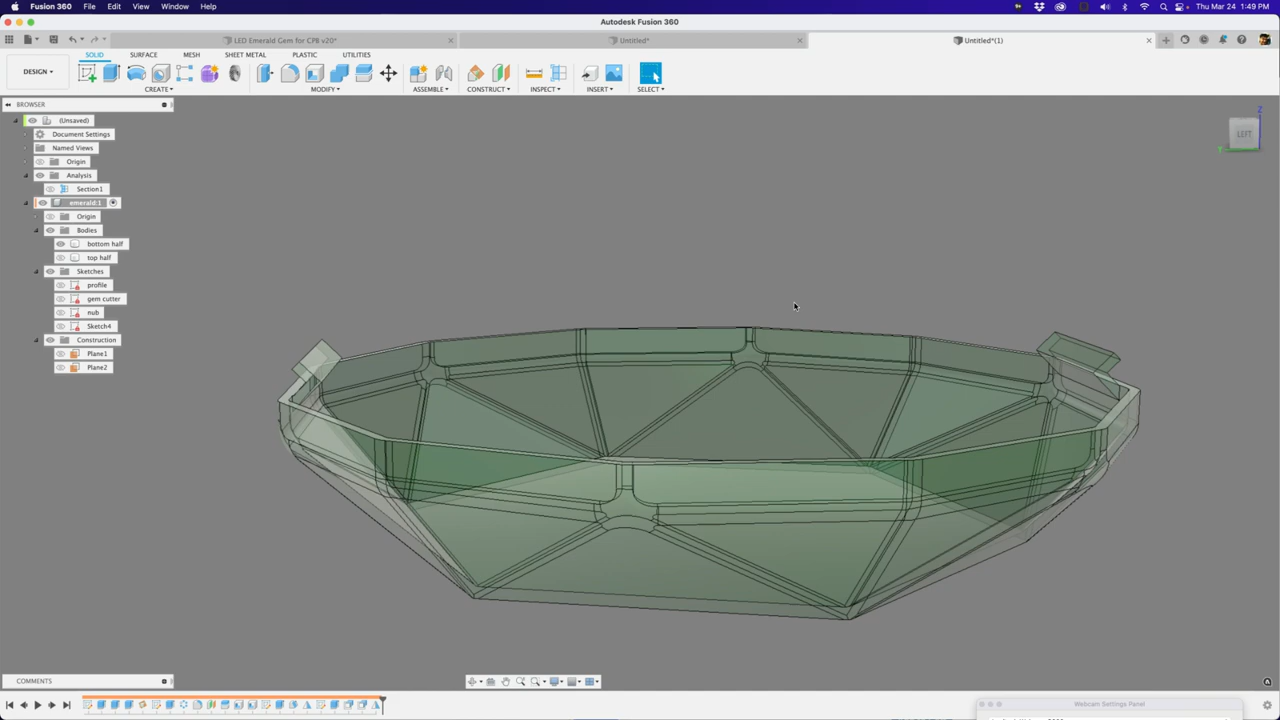 Fusion 360 File Edit View Window Help
Thu Mar 24 1:49 PM
Autodesk Fusion 360
LED Emerald Gem for CPR v20*
Untitled*
Untitled*(1)
SOLID SURFACE MESH SHEET METAL PLASTIC UTILITIES
DESIGN
CREATE MODIFY ASSEMBLE CONSTRUCT INSPECT INSERT SELECT
BROWSER
(Unsaved)
Document Settings
Named Views
Origin
Analysis
Section1
emerald:1
Origin
Bodies
bottom half
top half
Sketches
profile
gem cutter
nub
Sketch4
Construction
Plane1
Plane2
Z
LEFT
COMMENTS
Webcam Settings Panel